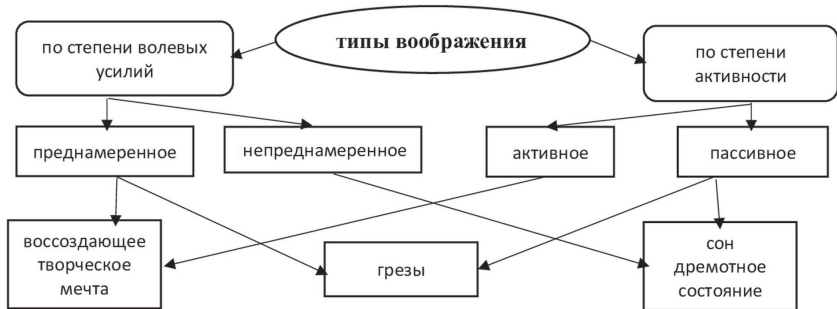 типы воображения
по степени волевых
усилий
по степени
активности
преднамеренное
непреднамеренное
активное
пассивное
воссоздающее
творческое
мечта
грезы
сон
дремотное
состояние